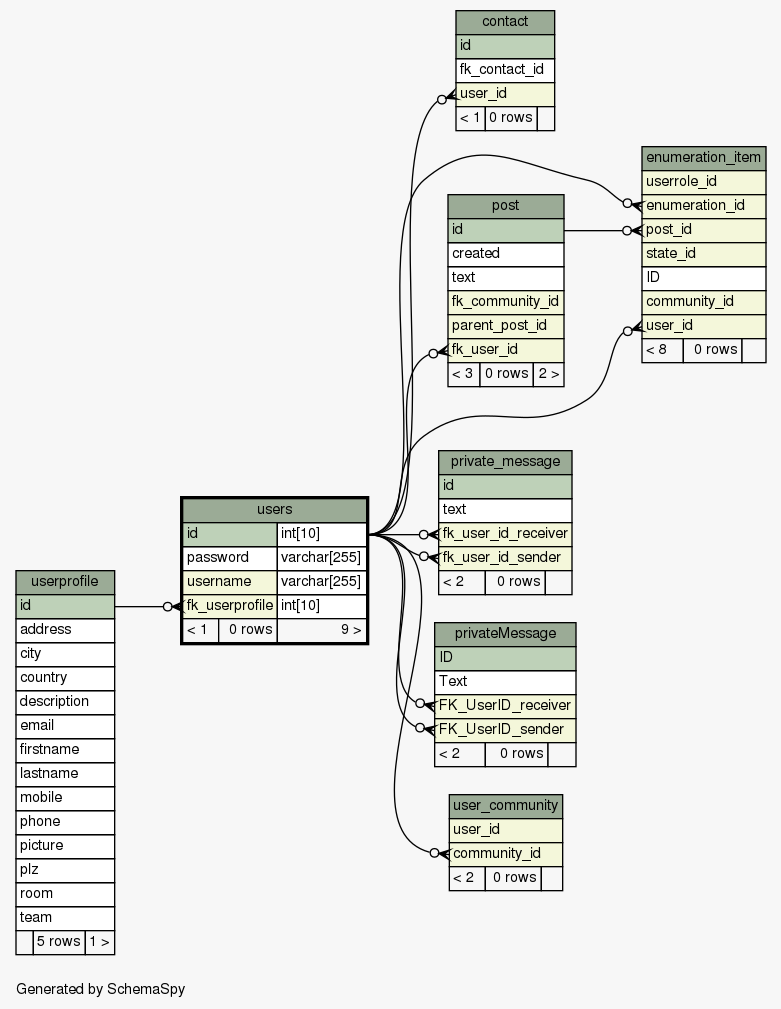 contact
id
fk_contact_id
user_id
< 1 0 rows
enumeration_item
userrole_id
enumeration_id
post_id
state_id
ID
community_id
user_id
< 8 0 rows
post
id
created
text
fk_community_id
parent_post_id
fk_user_id
< 3 0 rows 2 >
private_message
id
text
fk_user_id_receiver
fk_user_id_sender
< 2 0 rows
users
id int[10]
password varchar[255]
username varchar[255]
fk_userprofile int[10]
< 1 0 rows 9 >
userprofile
id
address
city
country
description
email
firstname
lastname
mobile
phone
picture
plz
room
team
5 rows 1 >
privateMessage
ID
Text
FK_UserID_receiver
FK_UserID_sender
< 2 0 rows
user_community
user_id
community_id
< 2 0 rows
Generated by SchemaSpy